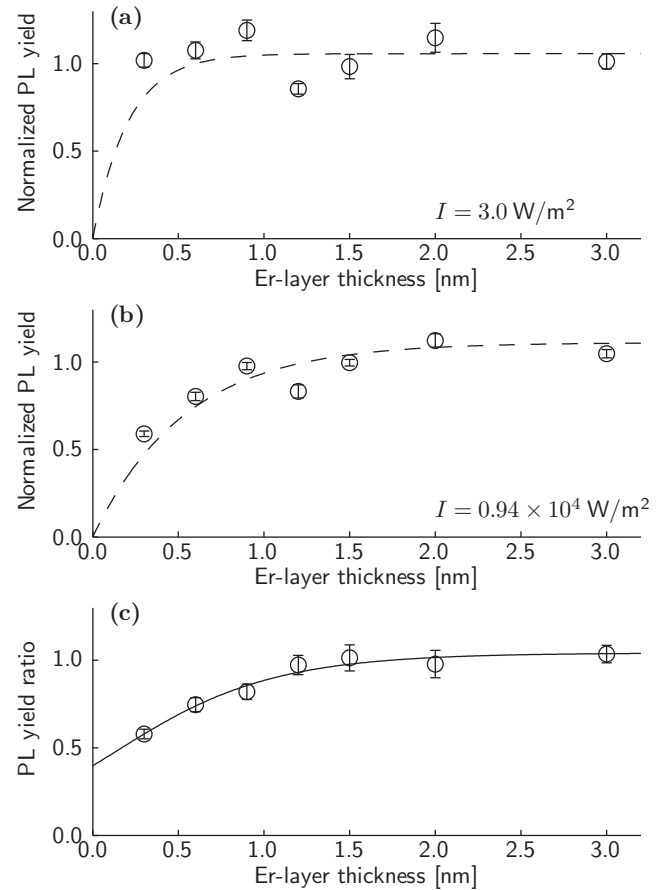 (a)
Normalized PL yield
1.0
0.5
0.0
I = 3.0 W/m²
0.0 0.5 1.0 1.5 2.0 2.5 3.0
Er-layer thickness [nm]
(b)
Normalized PL yield
1.0
0.5
0.0
I = 0.94 × 10⁴ W/m²
0.0 0.5 1.0 1.5 2.0 2.5 3.0
Er-layer thickness [nm]
(c)
PL yield ratio
1.0
0.5
0.0
0.0 0.5 1.0 1.5 2.0 2.5 3.0
Er-layer thickness [nm]